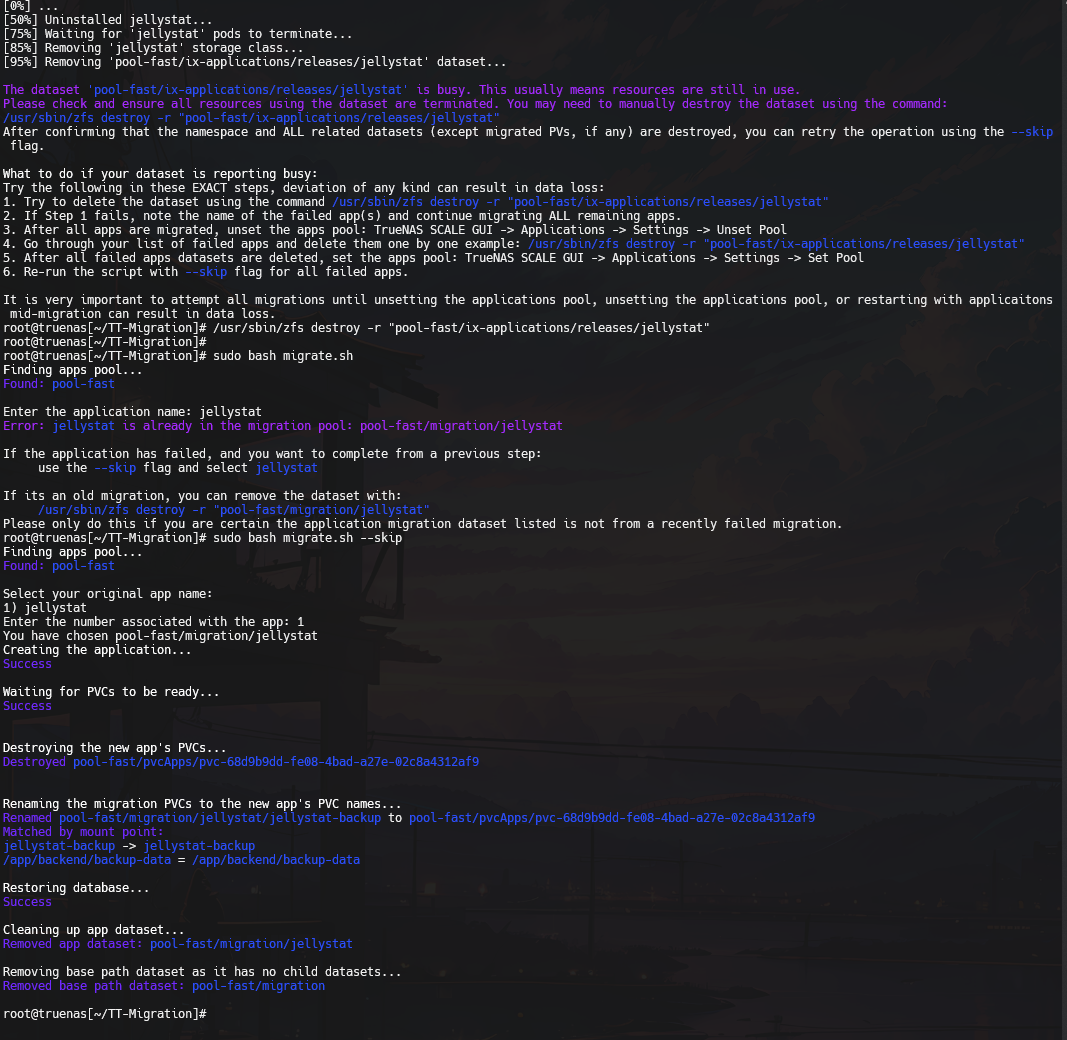 [0%] ...
[50%] Uninstalled jellystat...
[75%] Waiting for 'jellystat' pods to terminate...
[85%] Removing 'jellystat' storage class...
[95%] Removing 'pool-fast/ix-applications/releases/jellystat' dataset...
The dataset 'pool-fast/ix-applications/releases/jellystat' is busy. This usually means resources are still in use.
Please check and ensure all resources using the dataset are terminated. You may need to manually destroy the dataset using the command:
/usr/sbin/zfs destroy -r "pool-fast/ix-applications/releases/jellystat"
After confirming that the namespace and ALL related datasets (except migrated PVs, if any) are destroyed, you can retry the operation using the --skip
flag.
What to do if your dataset is reporting busy:
Try the following in these EXACT steps, deviation of any kind can result in data loss:
1. Try to delete the dataset using the command /usr/sbin/zfs destroy -r "pool-fast/ix-applications/releases/jellystat"
2. If Step 1 fails, note the name of the failed app(s) and continue migrating ALL remaining apps.
3. After all apps are migrated, unset the apps pool: TrueNAS SCALE GUI -> Applications -> Settings -> Unset Pool
4. Go through your list of failed apps and delete them one by one example: /usr/sbin/zfs destroy -r "pool-fast/ix-applications/releases/jellystat"
5. After all failed apps datasets are deleted, set the apps pool: TrueNAS SCALE GUI -> Applications -> Settings -> Set Pool
6. Re-run the script with --skip flag for all failed apps.
It is very important to attempt all migrations until unsetting the applications pool, unsetting the applications pool, or restarting with applicaitons
mid-migration can result in data loss.
root@truenas[~/TT-Migration]# /usr/sbin/zfs destroy -r "pool-fast/ix-applications/releases/jellystat"
root@truenas[~/TT-Migration]#
root@truenas[~/TT-Migration]# sudo bash migrate.sh
Finding apps pool...
Found: pool-fast
Enter the application name: jellystat
Error: jellystat is already in the migration pool: pool-fast/migration/jellystat
If the application has failed, and you want to complete from a previous step:
use the --skip flag and select jellystat
If its an old migration, you can remove the dataset with:
/usr/sbin/zfs destroy -r "pool-fast/migration/jellystat"
Please only do this if you are certain the application migration dataset listed is not from a recently failed migration.
root@truenas[~/TT-Migration]# sudo bash migrate.sh --skip
Finding apps pool...
Found: pool-fast
Select your original app name:
1) jellystat
Enter the number associated with the app: 1
You have chosen pool-fast/migration/jellystat
Creating the application...
Success
Waiting for PVCs to be ready...
Success
Destroying the new app's PVCs...
Destroyed pool-fast/pvcApps/pvc-68d9b9dd-fe08-4bad-a27e-02c8a4312af9
Renaming the migration PVCs to the new app's PVC names...
Renamed pool-fast/migration/jellystat/jellystat-backup to pool-fast/pvcApps/pvc-68d9b9dd-fe08-4bad-a27e-02c8a4312af9
Matched by mount point:
jellystat-backup -> jellystat-backup
/app/backend/backup-data = /app/backend/backup-data
Restoring database...
Success
Cleaning up app dataset...
Removed app dataset: pool-fast/migration/jellystat
Removing base path dataset as it has no child datasets...
Removed base path dataset: pool-fast/migration
root@truenas[~/TT-Migration]#